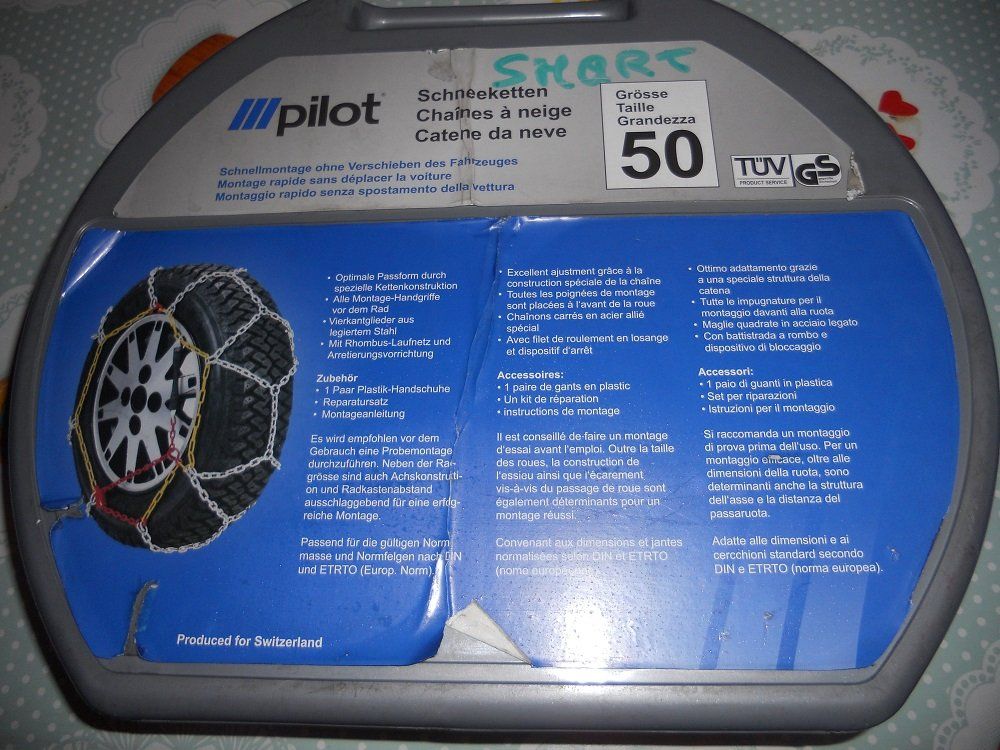 SMART
pilot
Schneeketten
Chaînes à neige
Catene da neve
Grösse
Taille
Grandezza
50
TÜV
PRODUCT SERVICE
GS
Schnellmontage ohne Verschieben des Fahrzeuges
Montage rapide sans déplacer la voiture
Montaggio rapido senza spostamento della vettura
• Optimale Passform durch
spezielle Kettenkonstruktion
• Alle Montage-Handgriffe
vor dem Rad
• Vierkantglieder aus
legiertem Stahl
• Mit Rhombus-Laufnetz und
Arretierungsvorrichtung
Zubehör
• 1 Paar Plastik-Handschuhe
• Reparatursatz
• Montageanleitung
Es wird empfohlen vor dem
Gebrauch eine Probemontage
durchzuführen. Neben der Rad-
grösse sind auch Achskonstrukti-
on und Radkastenabstand
ausschlaggebend für eine erfolg-
reiche Montage.
Passend für die gültigen Norm
masse und Normfelgen nach DIN
und ETRTO (Europ. Norm).
• Excellent ajustment grâce à la
construction spéciale de la chaîne
• Toutes les poignées de montage
sont placées à l'avant de la roue
• Chaînons carrés en acier allié
spécial
• Avec filet de roulement en losange
et dispositif d'arrêt
Accessoires:
• 1 paire de gants en plastic
• Un kit de réparation
• instructions de montage
Il est conseillé de faire un montage
d'essai avant l'emploi. Outre la taille
des roues, la construction de
l'essieu ainsi que l'écarement
vis-à-vis du passage de roue sont
également déterminants pour un
montage réussi.
Convenant aux dimensions et jantes
normatisées selon DIN et ETRTO
(norme européenne).
• Ottimo adattamento grazie
a una speciale struttura della
catena
• Tutte le impugnature per il
montaggio davanti alla ruota
• Maglie quadrate in acciaio legato
• Con battistrada a rombo e
dispositivo di bloccaggio
Accessori:
• 1 paio di guanti in plastica
• Set per riparazioni
• Istruzioni per il montaggio
Si raccomanda un montaggio
di prova prima dell'uso. Per un
montaggio efficace, oltre alle
dimensioni della ruota, sono
determinanti anche la struttura
dell'asse e la distanza del
passaruota.
Adatte alle dimensioni e ai
cercchioni standard secondo
DIN e ETRTO (norma europea).
Produced for Switzerland